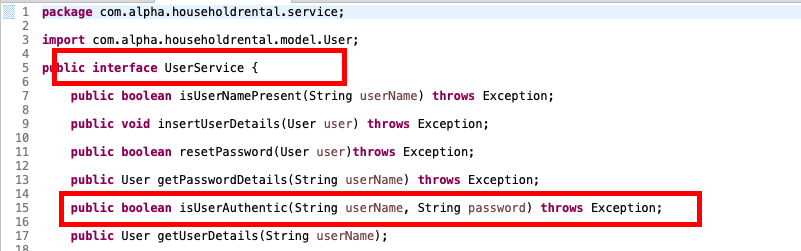 1 package com.alpha.householdrental.service;
2
3 import com.alpha.householdrental.model.User;
4
5 public interface UserService {
6
7 public boolean isUserNamePresent(String userName) throws Exception;
8
9 public void insertUserDetails(User user) throws Exception;
10
11 public boolean resetPassword(User user)throws Exception;
12
13 public User getPasswordDetails(String userName) throws Exception;
14
15 public boolean isUserAuthentic(String userName, String password) throws Exception;
16
17 public User getUserDetails(String userName);
18